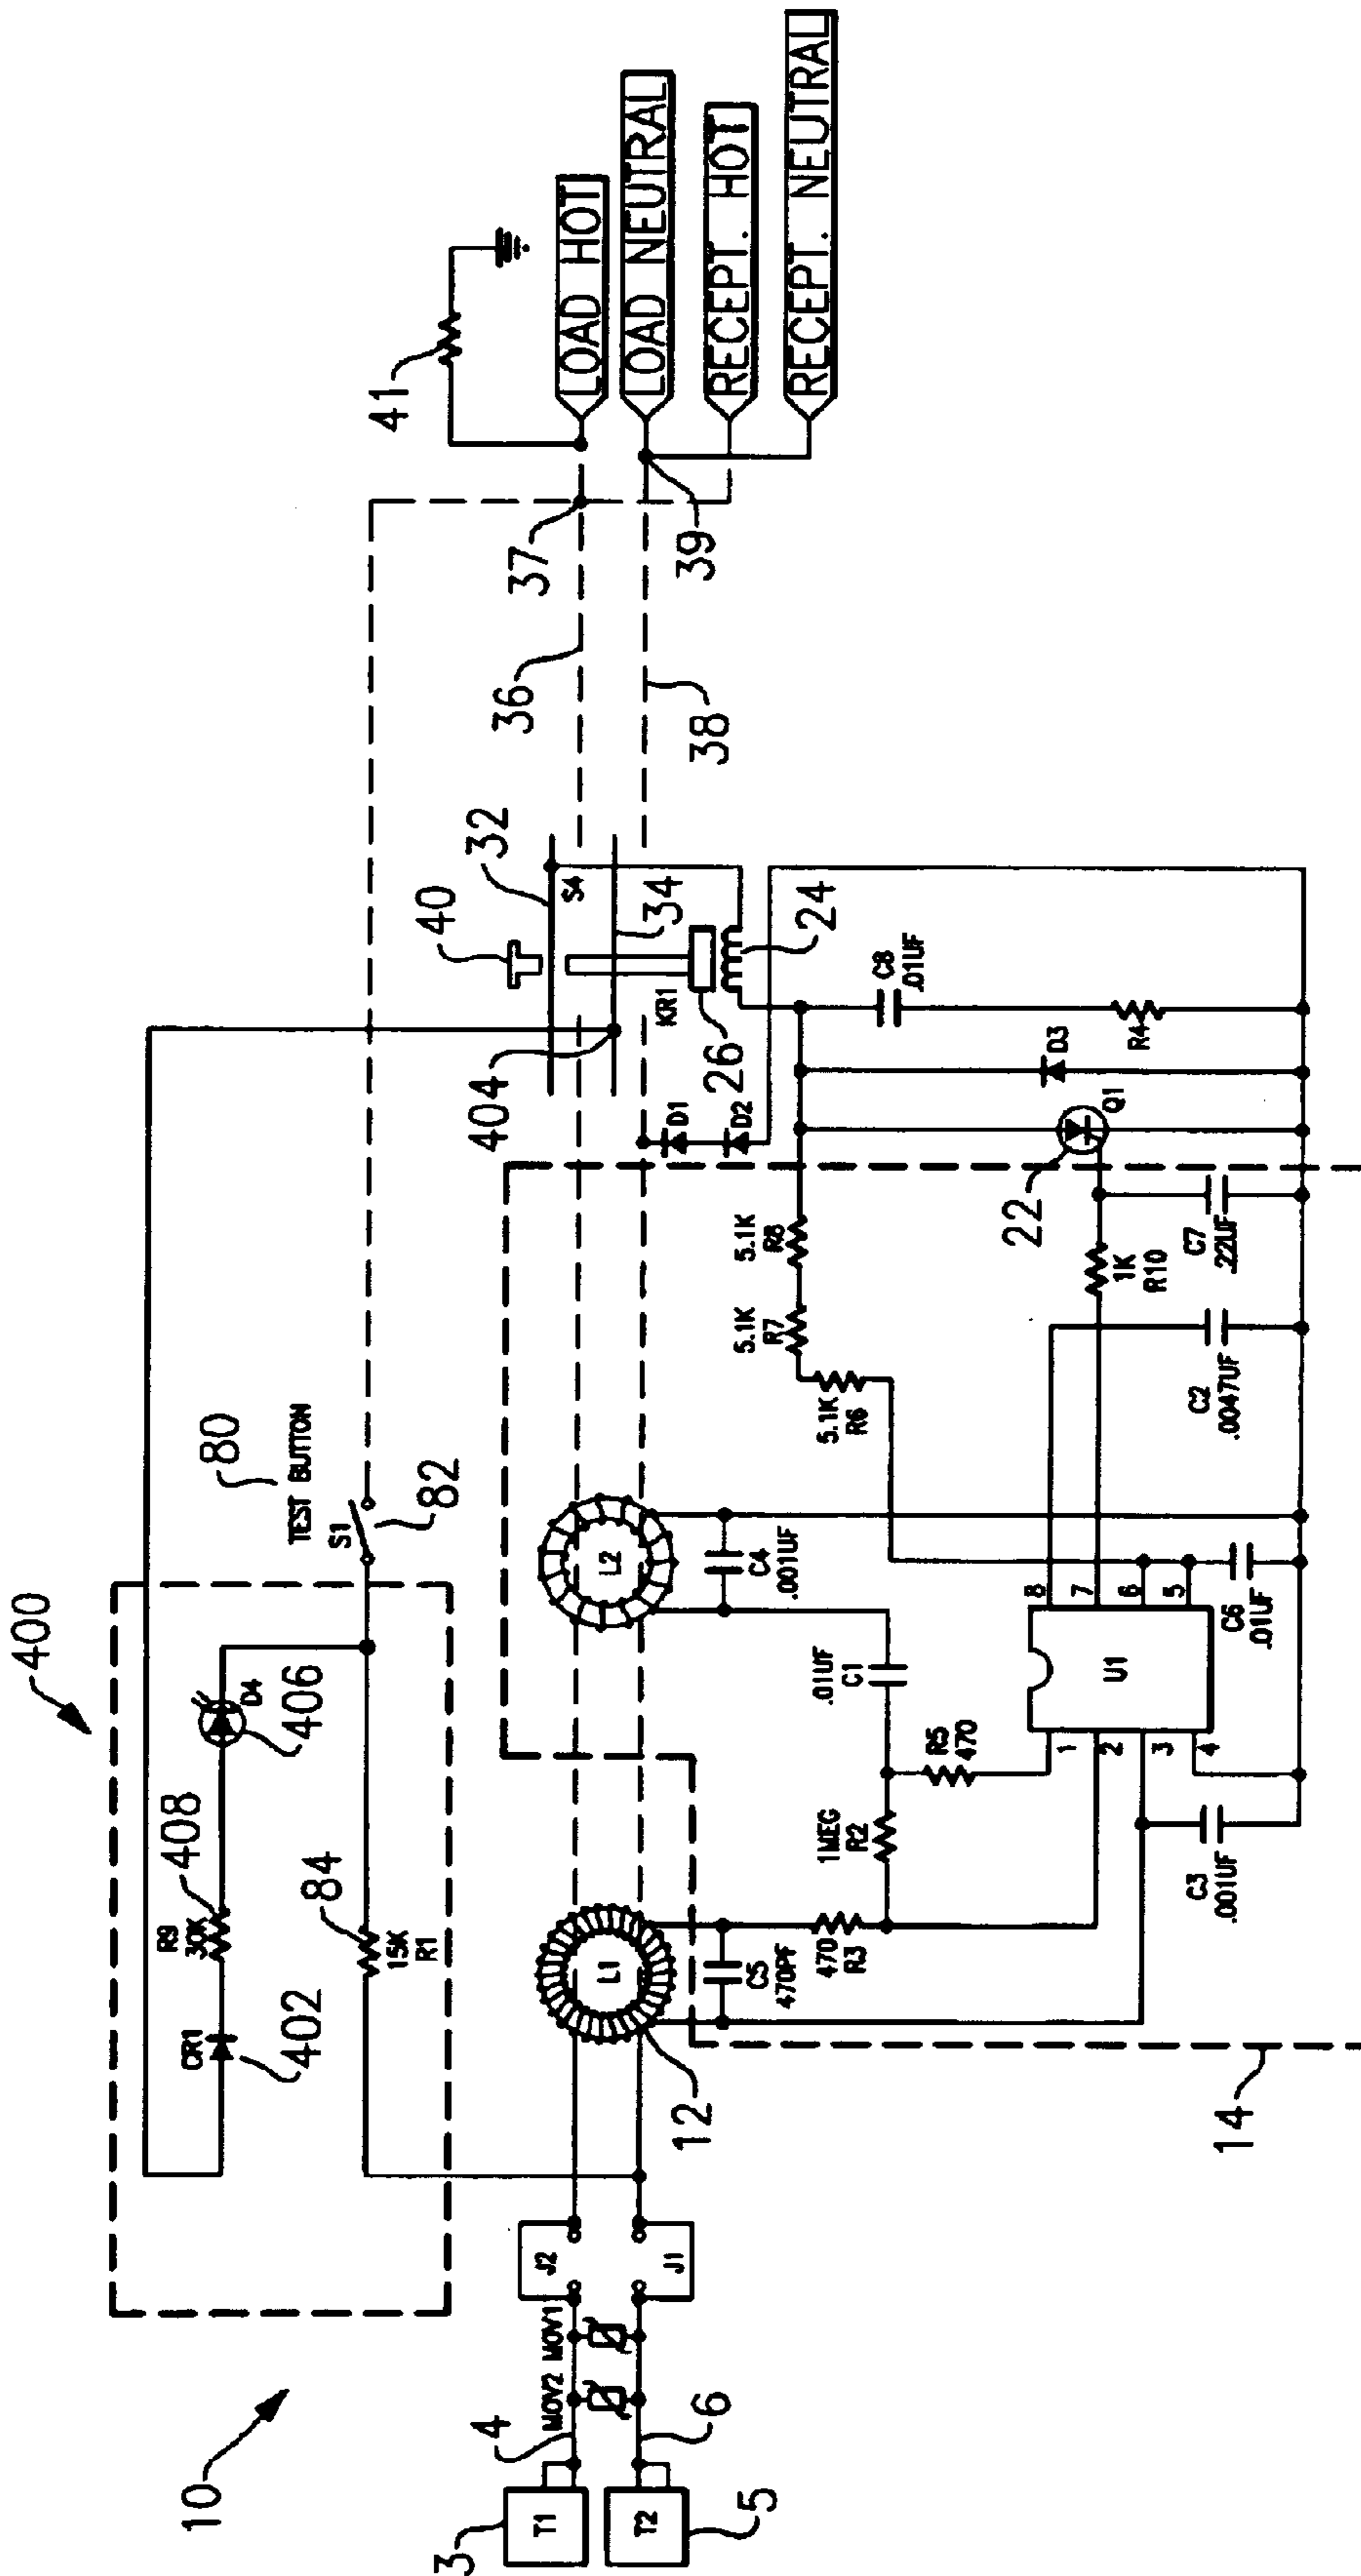 10
400
T1
3
T2
5
4
6
MOV2
MOV1
J2
J1
CR1
402
R9
30K
408
D4
406
84
15K
R1
TEST BUTTON
80
S1
82
404
40
32
S4
34
KR1
26
24
36
38
37
39
41
LOAD HOT
LOAD NEUTRAL
RECEPT. HOT
RECEPT. NEUTRAL
L1
12
L2
14
C5
470PF
470
R3
1MEG
R2
.01UF
C1
C4
.001UF
R5
470
C3
.001UF
U1
1
2
3
4
8
7
6
5
C6
.01UF
5.1K
R6
5.1K
R7
5.1K
R8
C2
.0047UF
1K
R10
C7
.22UF
22
Q1
D1
D2
D3
C8
.01UF
R4